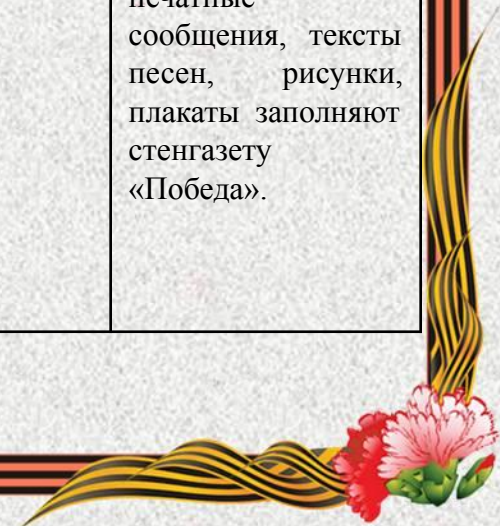 печатные
сообщения, тексты
песен, рисунки,
плакаты заполняют
стенгазету
«Победа».